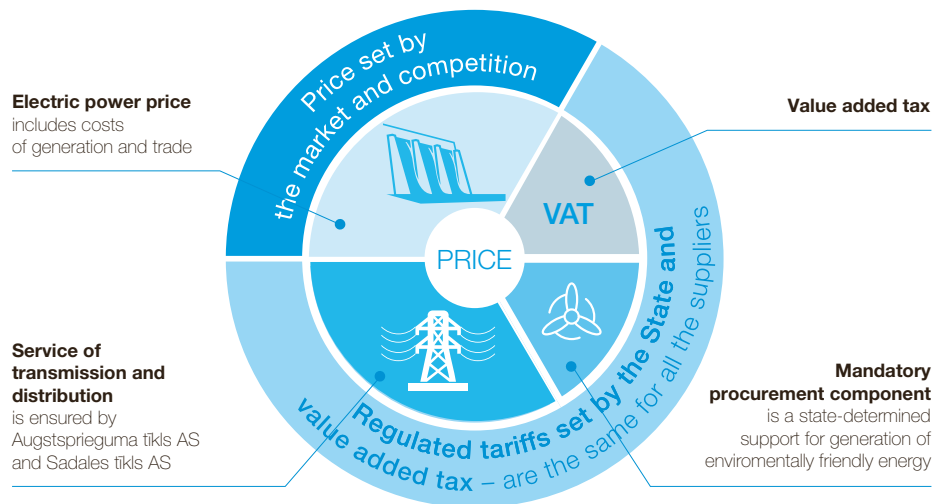 Price set by
the market and competition
Electric power price
includes costs
of generation and trade
Value added tax
VAT
PRICE
Service of
transmission and
distribution
is ensured by
Augstsprieguma tīkls AS
and Sadales tīkls AS
Regulated tariffs set by the State and
value added tax – are the same for all the suppliers
Mandatory
procurement component
is a state-determined
support for generation of
enviromentally friendly energy